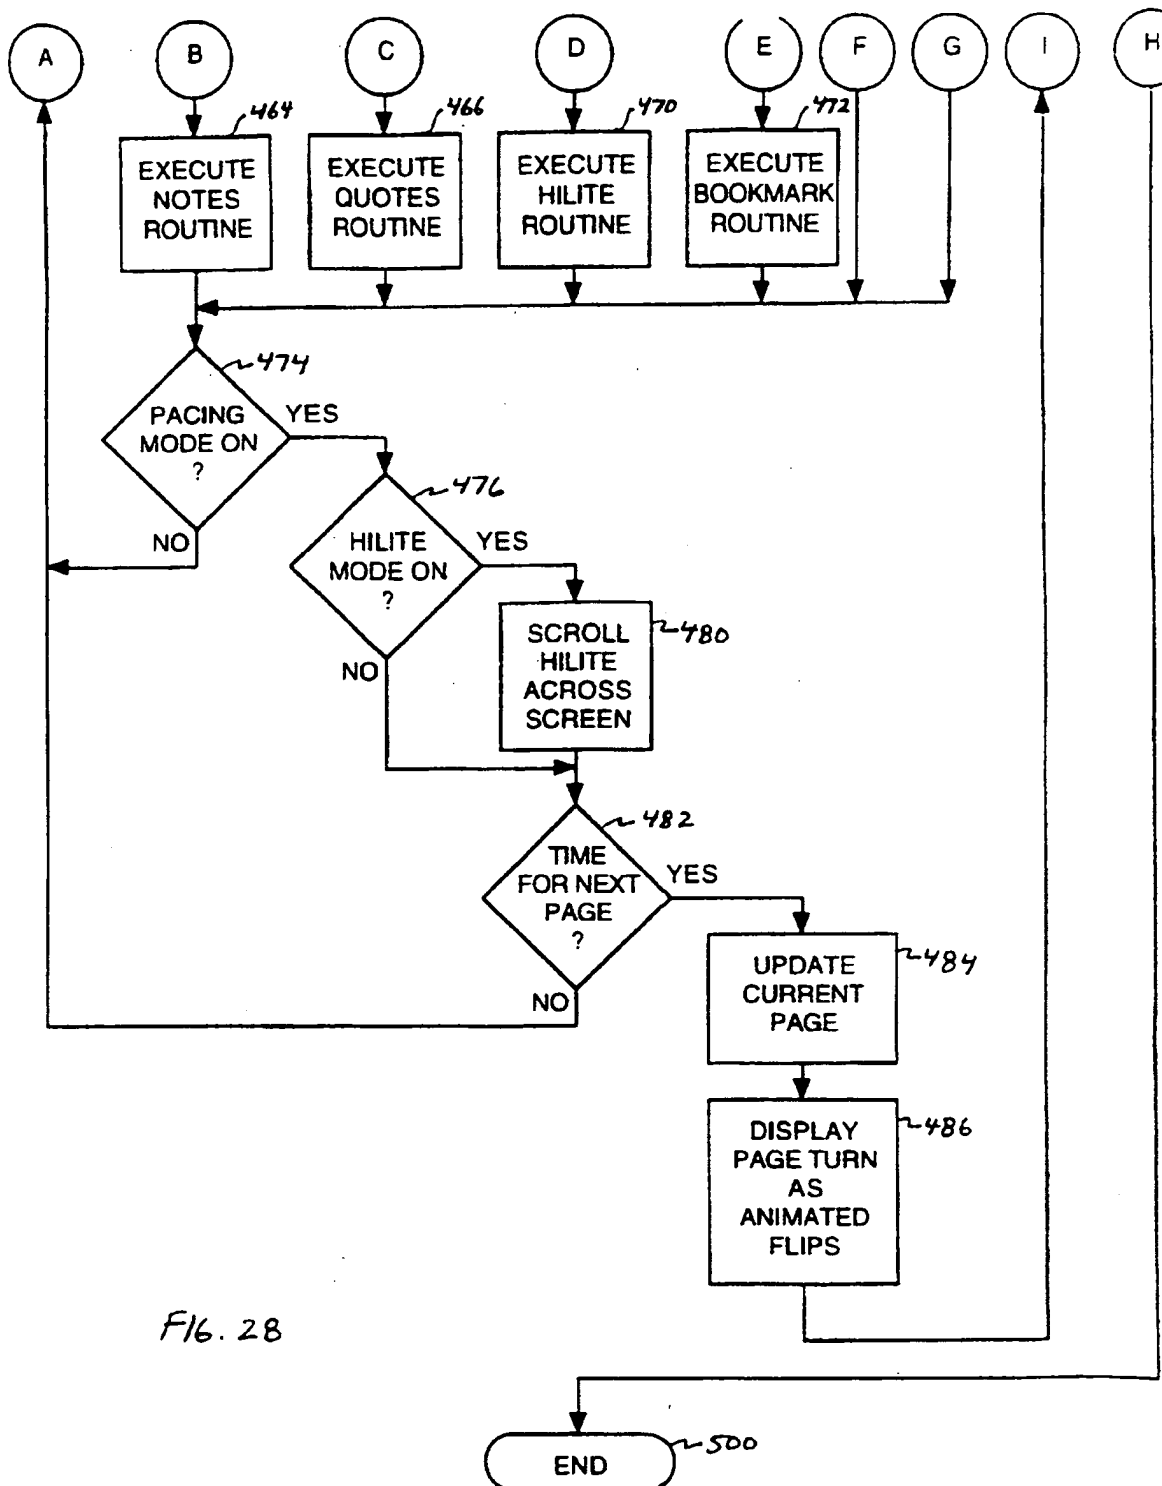 A
B
C
D
E
F
G
I
H
464
466
470
472
EXECUTE
NOTES
ROUTINE
EXECUTE
QUOTES
ROUTINE
EXECUTE
HILITE
ROUTINE
EXECUTE
BOOKMARK
ROUTINE
474
PACING
MODE ON
?
YES
NO
476
HILITE
MODE ON
?
YES
NO
480
SCROLL
HILITE
ACROSS
SCREEN
482
TIME
FOR NEXT
PAGE
?
YES
NO
484
UPDATE
CURRENT
PAGE
486
DISPLAY
PAGE TURN
AS
ANIMATED
FLIPS
FIG. 28
500
END